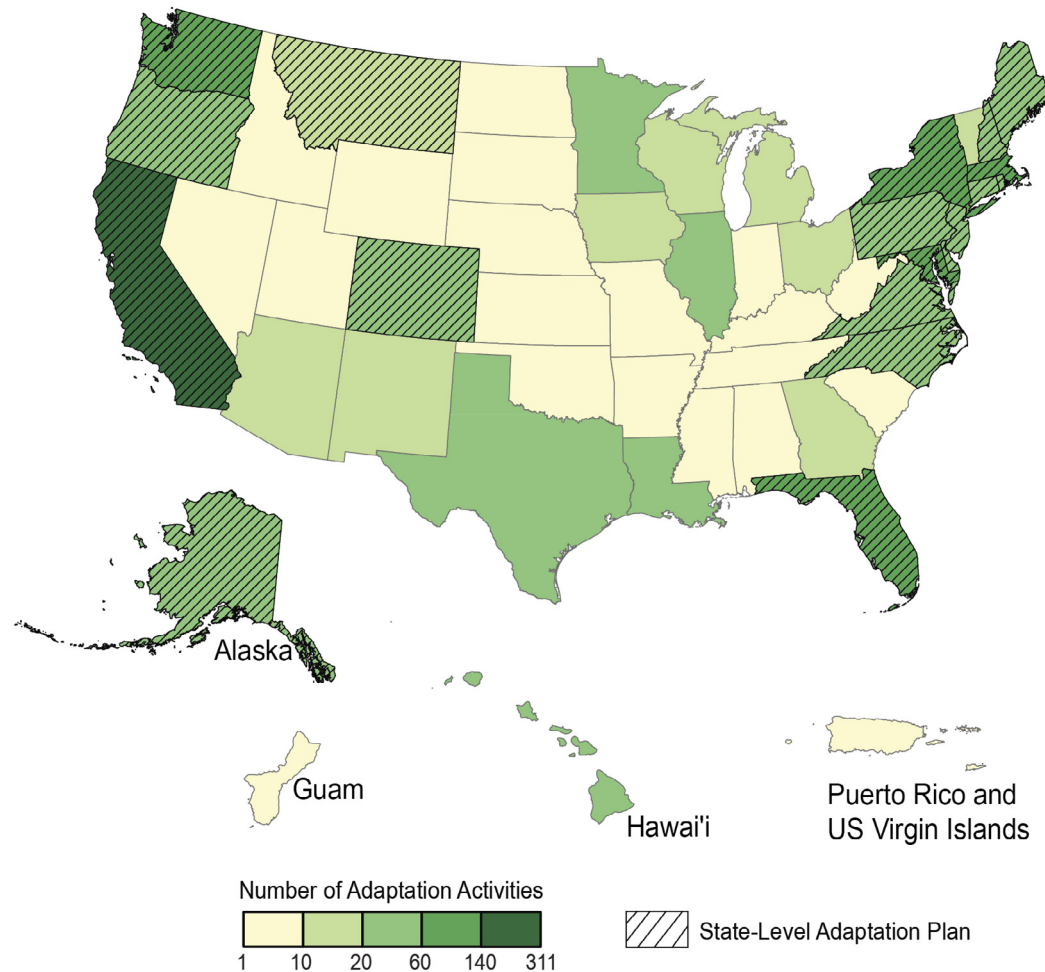 Alaska
Guam
Hawai'i
Puerto Rico and
US Virgin Islands
Number of Adaptation Activities
1 10 20 60 140 311
State-Level Adaptation Plan